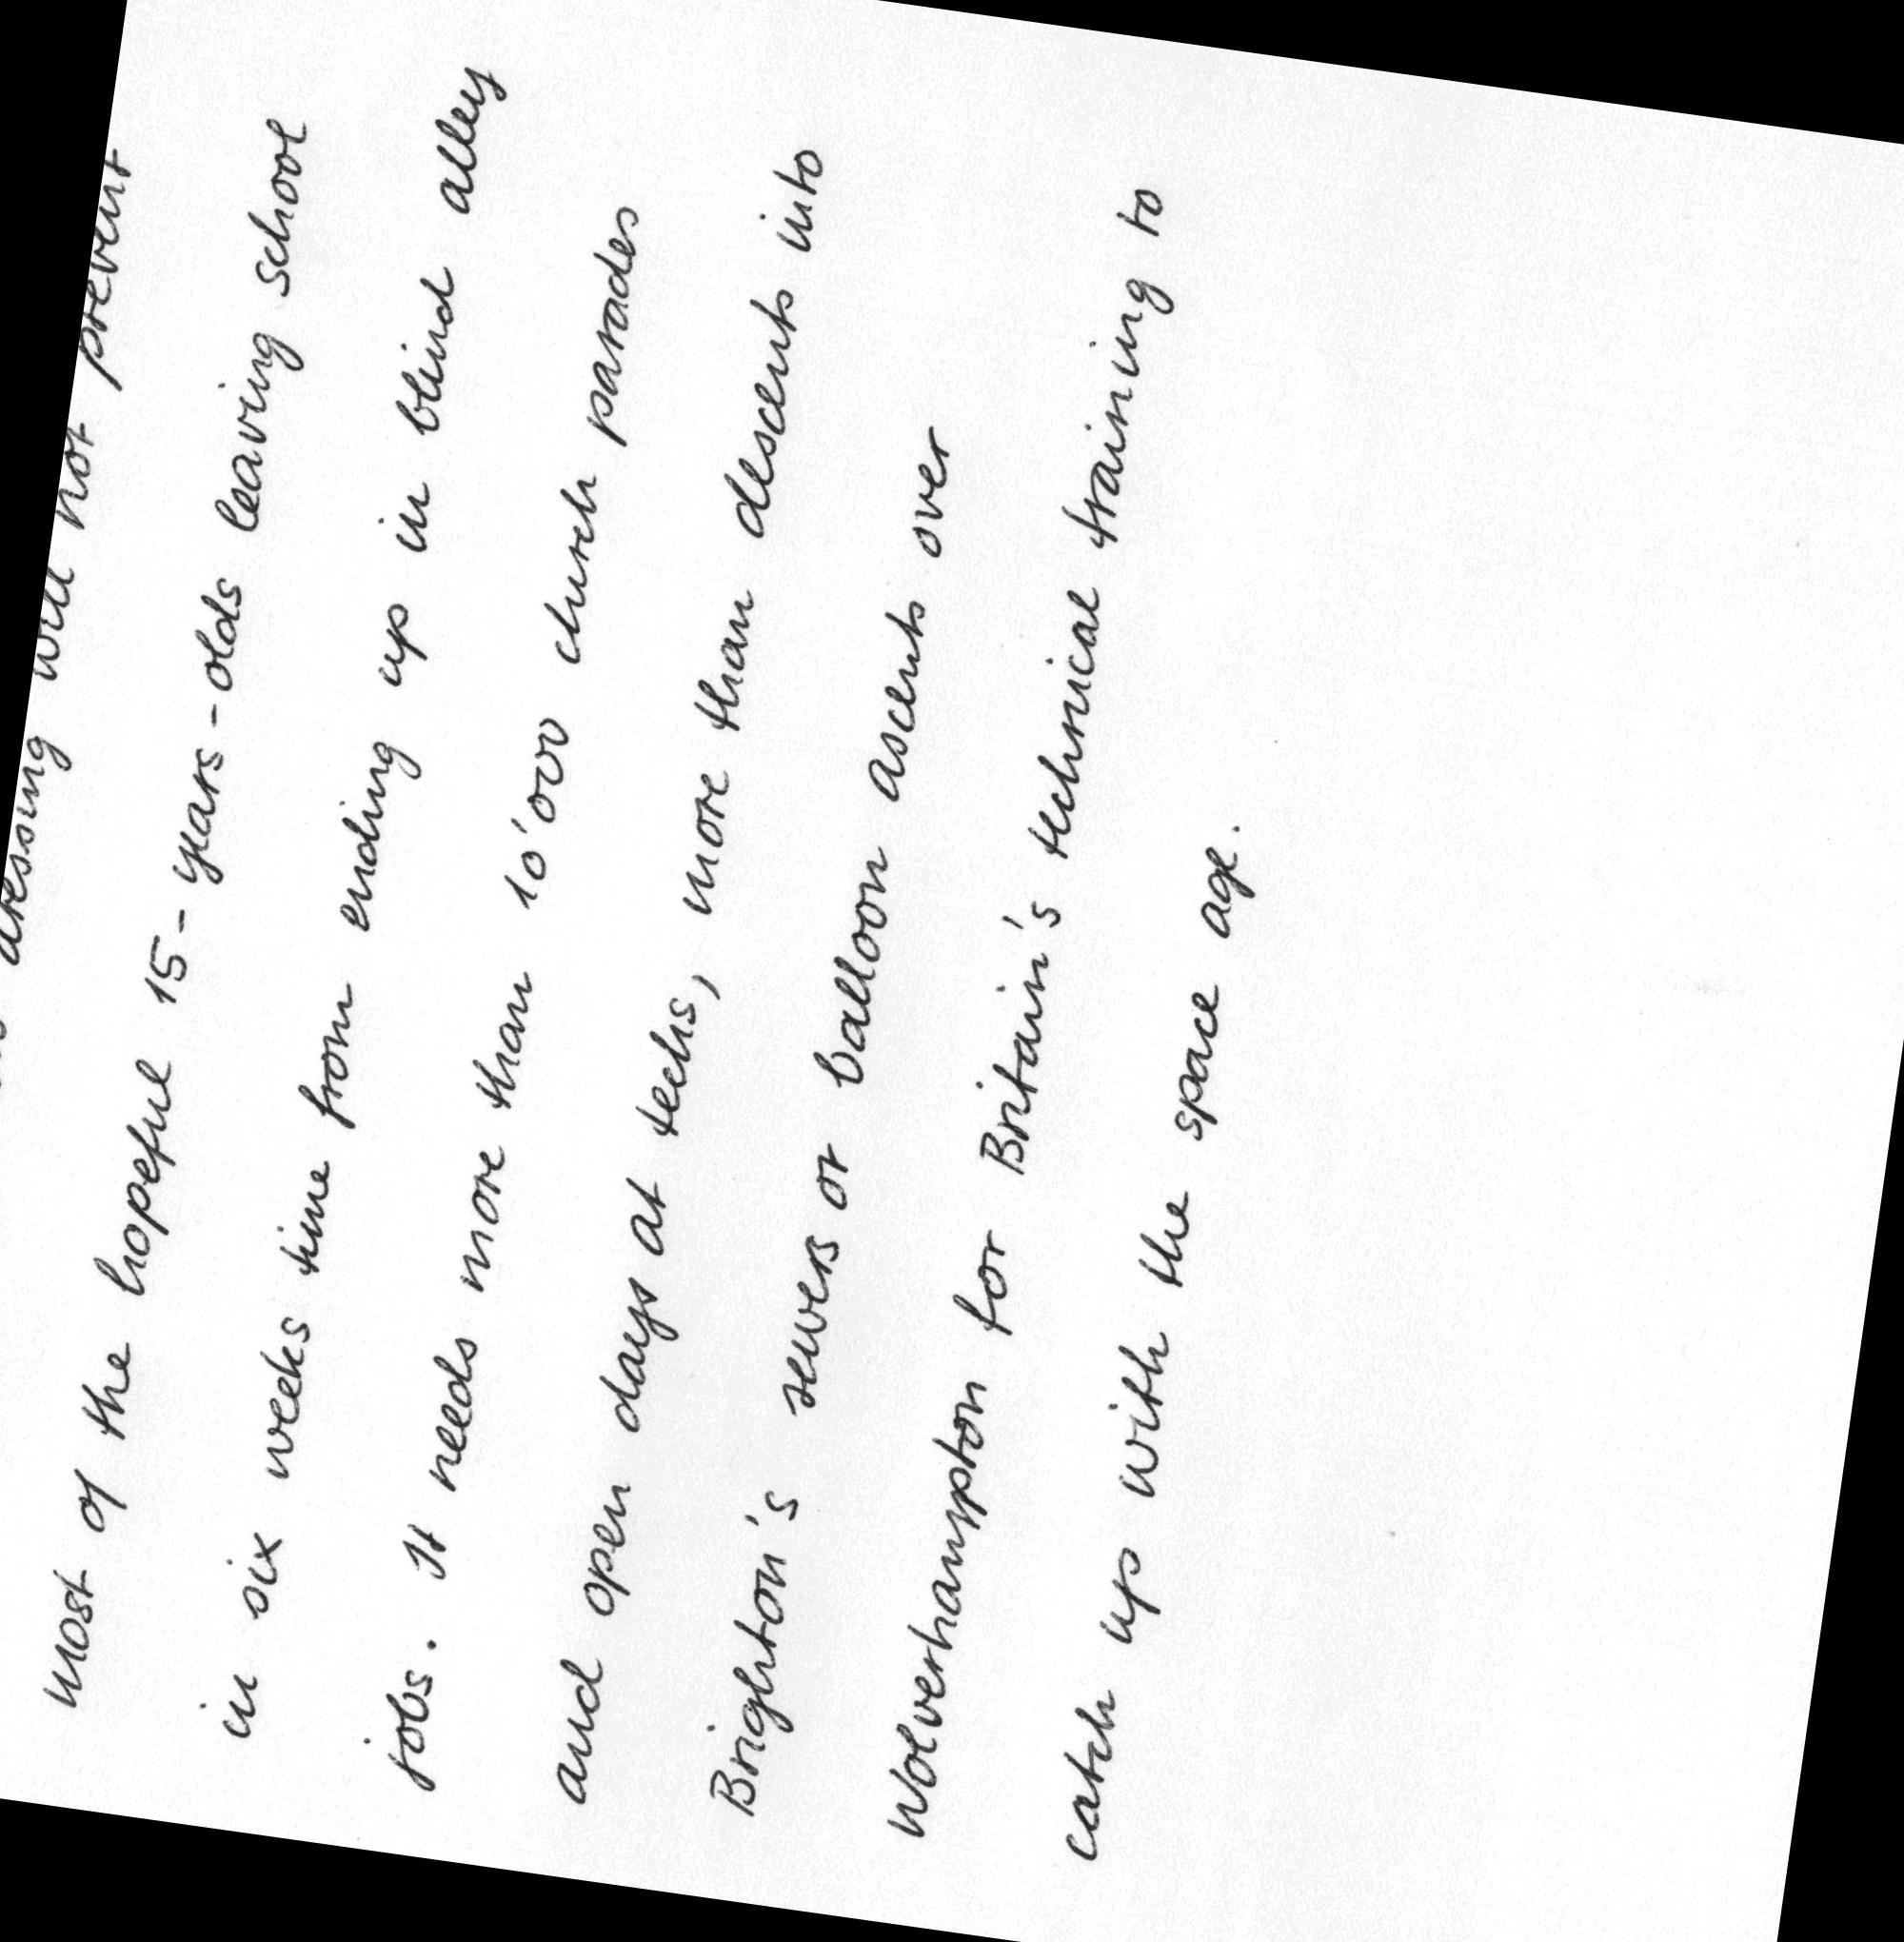 dressing will not prevent
most of the hopeful 15-years-olds leaving school
in six weeks time from ending up in blind alley
jobs. It needs more than 10'000 church parades
and open days at techs, more than descents into
Brighton's sewers or balloon ascents over
Wolverhampton for Britain's technical training to
catch up with the space age.